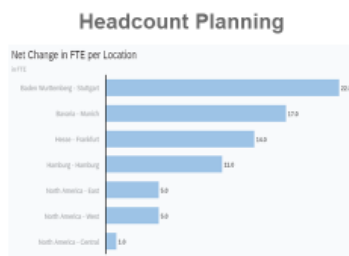 Headcount Planning
Net Change in FTE per Location
in FTE
Baden Wurttemberg - Stuttgart
Bavaria - Munich 17.0
Hesse - Frankfurt 14.0
Hamburg - Hamburg 11.0
North America - East 5.0
North America - West 5.0
North America - Central 1.0